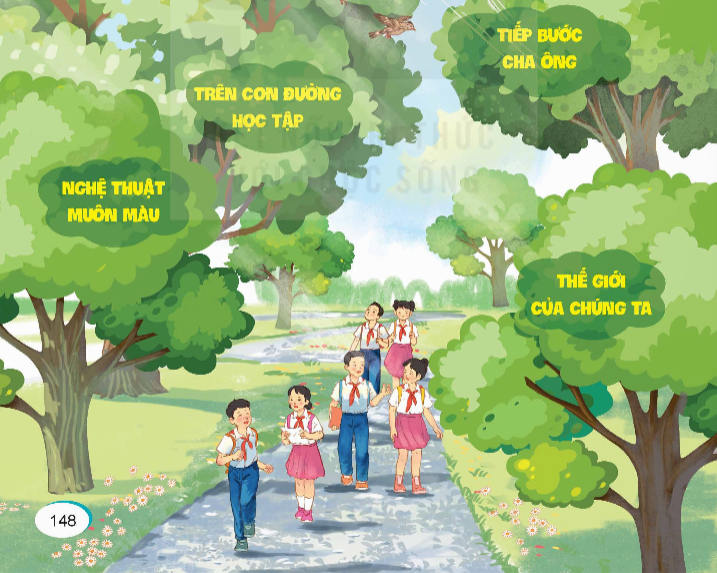 TIẾP BƯỚC
CHA ÔNG
TRÊN CON ĐƯỜNG
HỌC TẬP
NGHỆ THUẬT
MUÔN MÀU
THẾ GIỚI
CỦA CHÚNG TA
148